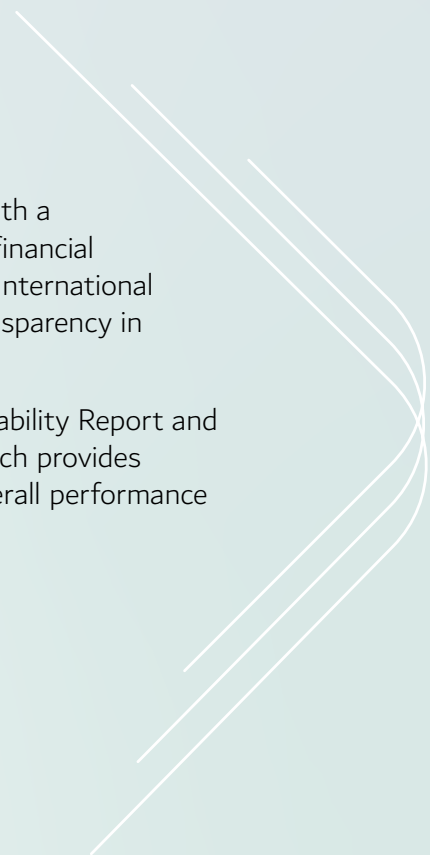 th a
financial
nternational
sparency in
ability Report and
ch provides
erall performance